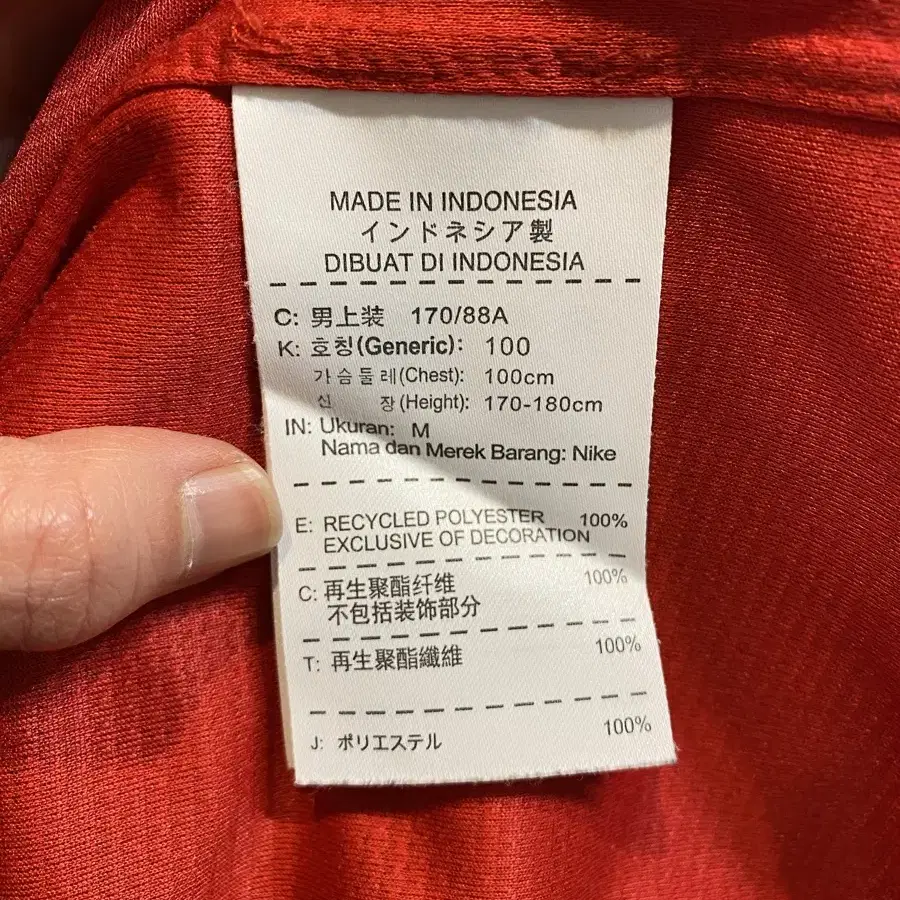 MADE IN INDONESIA
インドネシア製
DIBUAT DI INDONESIA
C: 男上装 170/88A
K: 호칭(Generic): 100
가슴둘레(Chest): 100cm
신 장(Height): 170-180cm
IN: Ukuran: M
Nama dan Merek Barang: Nike
E: RECYCLED POLYESTER 100%
EXCLUSIVE OF DECORATION
C: 再生聚酯纤维 100%
不包括装饰部分
T: 再生聚酯纖維 100%
J: ポリエステル 100%